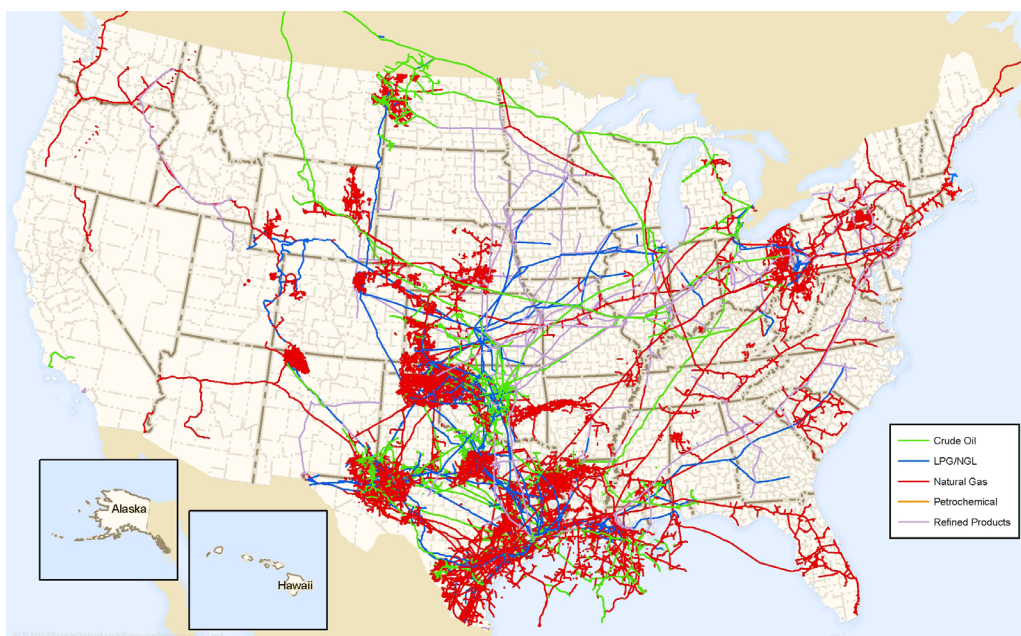 Alaska
Hawaii
Crude Oil
LPG/NGL
Natural Gas
Petrochemical
Refined Products